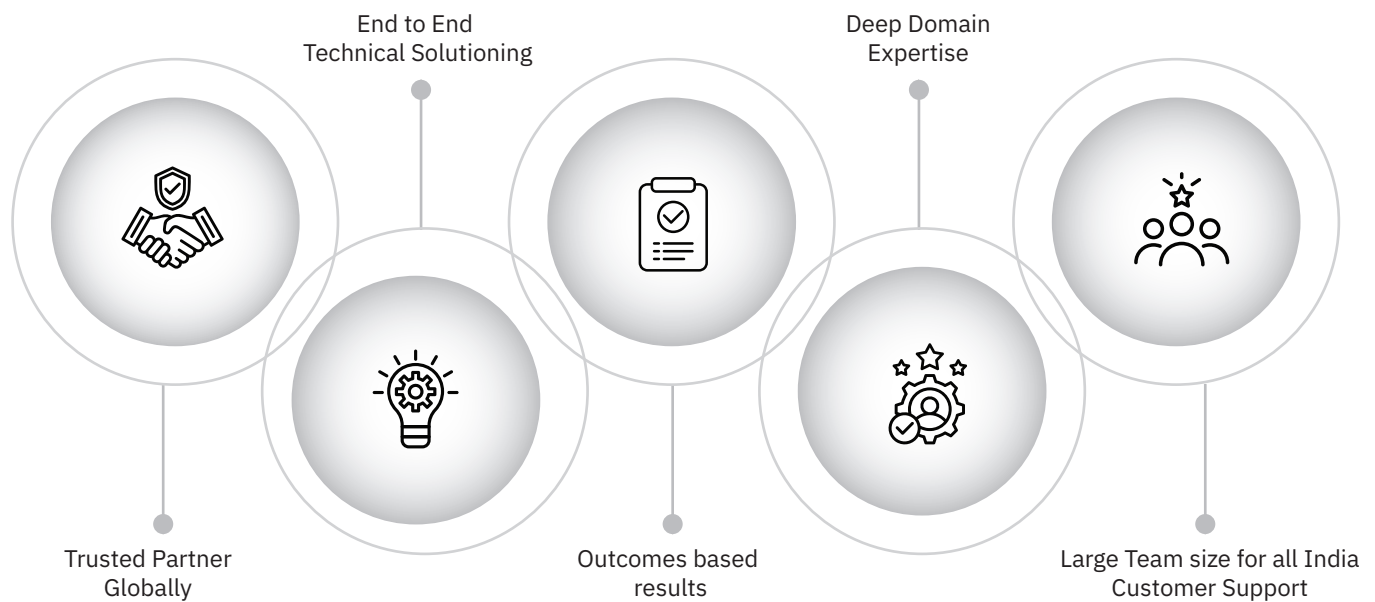 End to End
Technical Solutioning
Deep Domain
Expertise
Trusted Partner
Globally
Outcomes based
results
Large Team size for all India
Customer Support